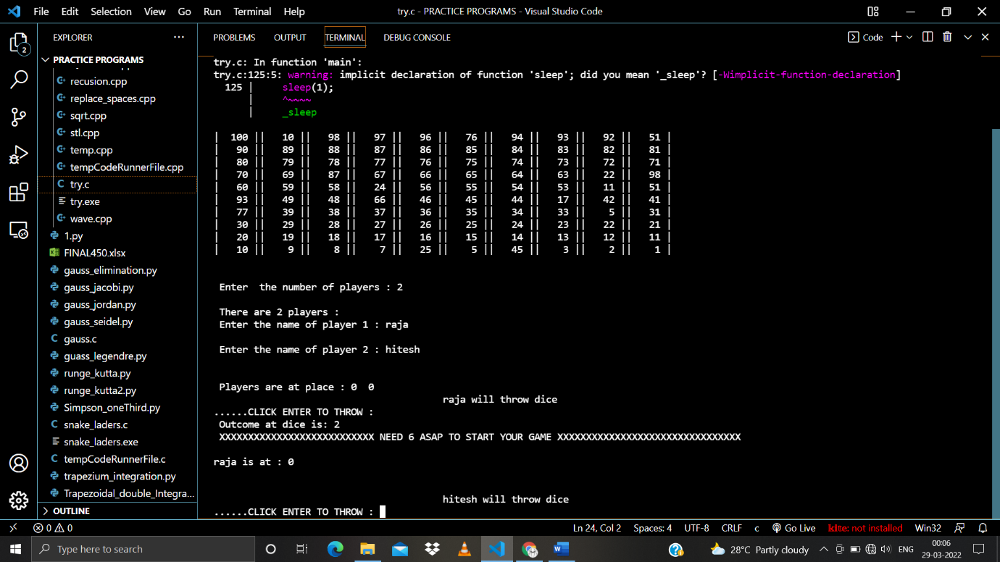 File Edit Selection View Go Run Terminal Help try.c - PRACTICE PROGRAMS - Visual Studio Code
EXPLORER
2
PRACTICE PROGRAMS
recusion.cpp
replace_spaces.cpp
sqrt.cpp
stl.cpp
temp.cpp
tempCodeRunnerFile.cpp
try.c
try.exe
wave.cpp
1.py
FINAL450.xlsx
gauss_elimination.py
gauss_jacobi.py
gauss_jordan.py
gauss_seidel.py
gauss.c
guass_legendre.py
runge_kutta.py
runge_kutta2.py
Simpson_oneThird.py
snake_laders.c
snake_laders.exe
tempCodeRunnerFile.c
trapezium_integration.py
Trapezoidal_double_Integra...
OUTLINE
PROBLEMS OUTPUT TERMINAL DEBUG CONSOLE Code
try.c: In function 'main':
try.c:125:5: warning: implicit declaration of function 'sleep'; did you mean '_sleep'? [-Wimplicit-function-declaration]
125 | sleep(1);
| ^~~~~
| _sleep
| 100 || 10 || 98 || 97 || 96 || 76 || 94 || 93 || 92 || 51 |
| 90 || 89 || 88 || 87 || 86 || 85 || 84 || 83 || 82 || 81 |
| 80 || 79 || 78 || 77 || 76 || 75 || 74 || 73 || 72 || 71 |
| 70 || 69 || 87 || 67 || 66 || 65 || 64 || 63 || 22 || 98 |
| 60 || 59 || 58 || 24 || 56 || 55 || 54 || 53 || 11 || 51 |
| 93 || 49 || 48 || 66 || 46 || 45 || 44 || 17 || 42 || 41 |
| 77 || 39 || 38 || 37 || 36 || 35 || 34 || 33 || 5 || 31 |
| 30 || 29 || 28 || 27 || 26 || 25 || 24 || 23 || 22 || 21 |
| 20 || 19 || 18 || 17 || 16 || 15 || 14 || 13 || 12 || 11 |
| 10 || 9 || 8 || 7 || 25 || 5 || 45 || 3 || 2 || 1 |
Enter the number of players : 2
There are 2 players :
Enter the name of player 1 : raja
Enter the name of player 2 : hitesh
Players are at place : 0 0
raja will throw dice
......CLICK ENTER TO THROW :
Outcome at dice is: 2
XXXXXXXXXXXXXXXXXXXXXXXXXXX NEED 6 ASAP TO START YOUR GAME XXXXXXXXXXXXXXXXXXXXXXXXXXXXXXXX
raja is at : 0
hitesh will throw dice
......CLICK ENTER TO THROW :
0 0 Ln 24, Col 2 Spaces: 4 UTF-8 CRLF c Go Live kite: not installed Win32
Type here to search 28°C Partly cloudy ENG 00:06
29-03-2022